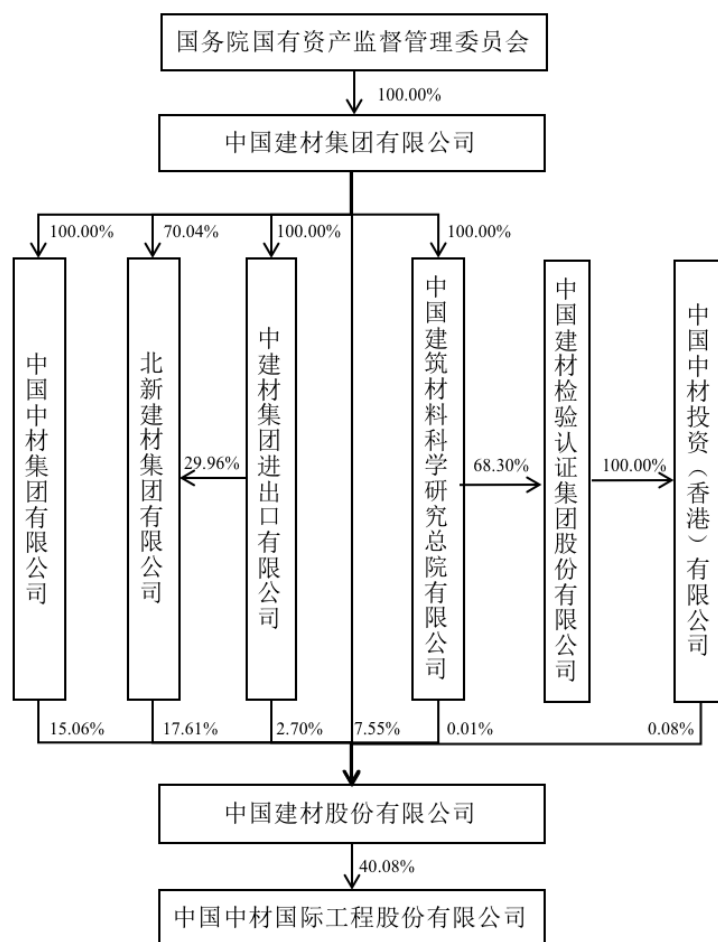 国务院国有资产监督管理委员会
100.00%
中国建材集团有限公司
100.00%
70.04%
100.00%
100.00%
中国中材集团有限公司
北新建材集团有限公司
29.96%
中建材集团进出口有限公司
中国建筑材料科学研究总院有限公司
68.30%
中国建材检验认证集团股份有限公司
100.00%
中国中材投资（香港）有限公司
15.06%
17.61%
2.70%
7.55%
0.01%
0.08%
中国建材股份有限公司
40.08%
中国中材国际工程股份有限公司